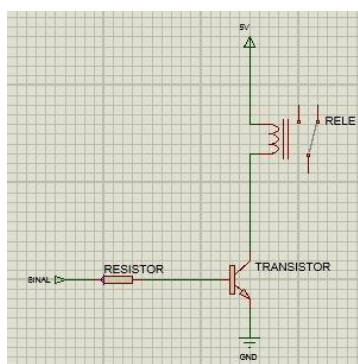 5V
RELE
RESISTOR
TRANSISTOR
SINAL
GND